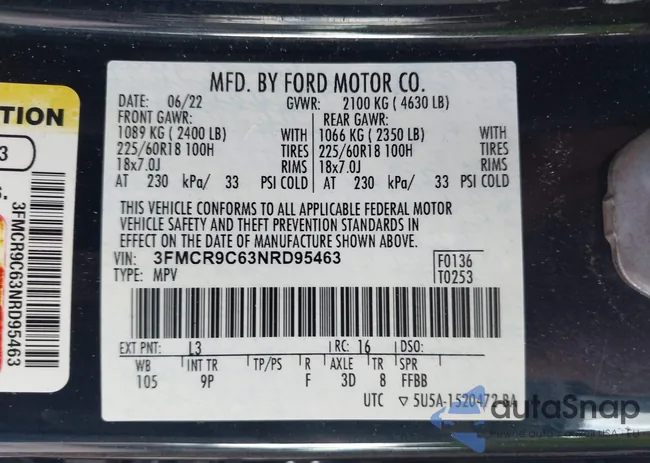 MFD. BY FORD MOTOR CO.
DATE: 06/22 GVWR: 2100 KG ( 4630 LB)
FRONT GAWR: REAR GAWR:
1089 KG ( 2400 LB) WITH 1066 KG ( 2350 LB) WITH
225/60R18 100H TIRES 225/60R18 100H TIRES
18x7.0J RIMS 18x7.0J RIMS
AT 230 kPa/ 33 PSI COLD AT 230 kPa/ 33 PSI COLD
THIS VEHICLE CONFORMS TO ALL APPLICABLE FEDERAL MOTOR
VEHICLE SAFETY AND THEFT PREVENTION STANDARDS IN
EFFECT ON THE DATE OF MANUFACTURE SHOWN ABOVE.
VIN: 3FMCR9C63NRD95463 F0136
TYPE: MPV T0253
EXT PNT: L3 RC: 16 DSO:
WB INT TR TP/PS R AXLE TR SPR
105 9P F 3D 8 FFBB
UTC ▽ 5U5A-1520472-BA
TION
3
3FMCR9C63NRD95463
autoSnap